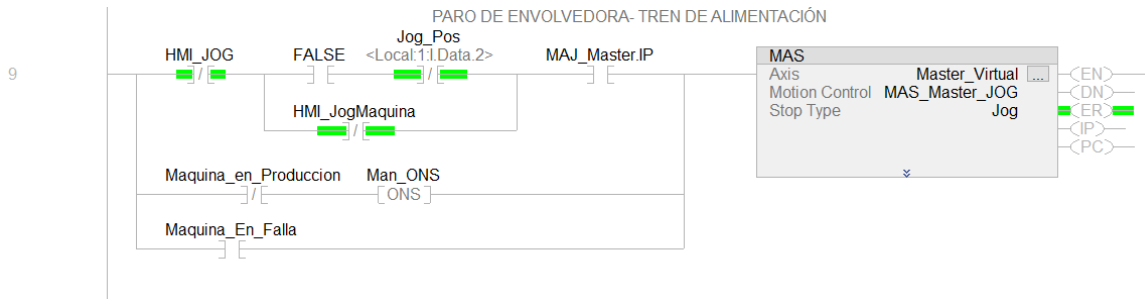 PARO DE ENVOLVEDORA- TREN DE ALIMENTACIÓN
Jog_Pos
HMI_JOG FALSE <Local:1:I.Data.2> MAJ_Master.IP
9
MAS
Axis Master_Virtual ...
Motion Control MAS_Master_JOG
Stop Type Jog
EN
DN
ER
IP
PC
HMI_JogMaquina
Maquina_en_Produccion Man_ONS
ONS
Maquina_En_Falla